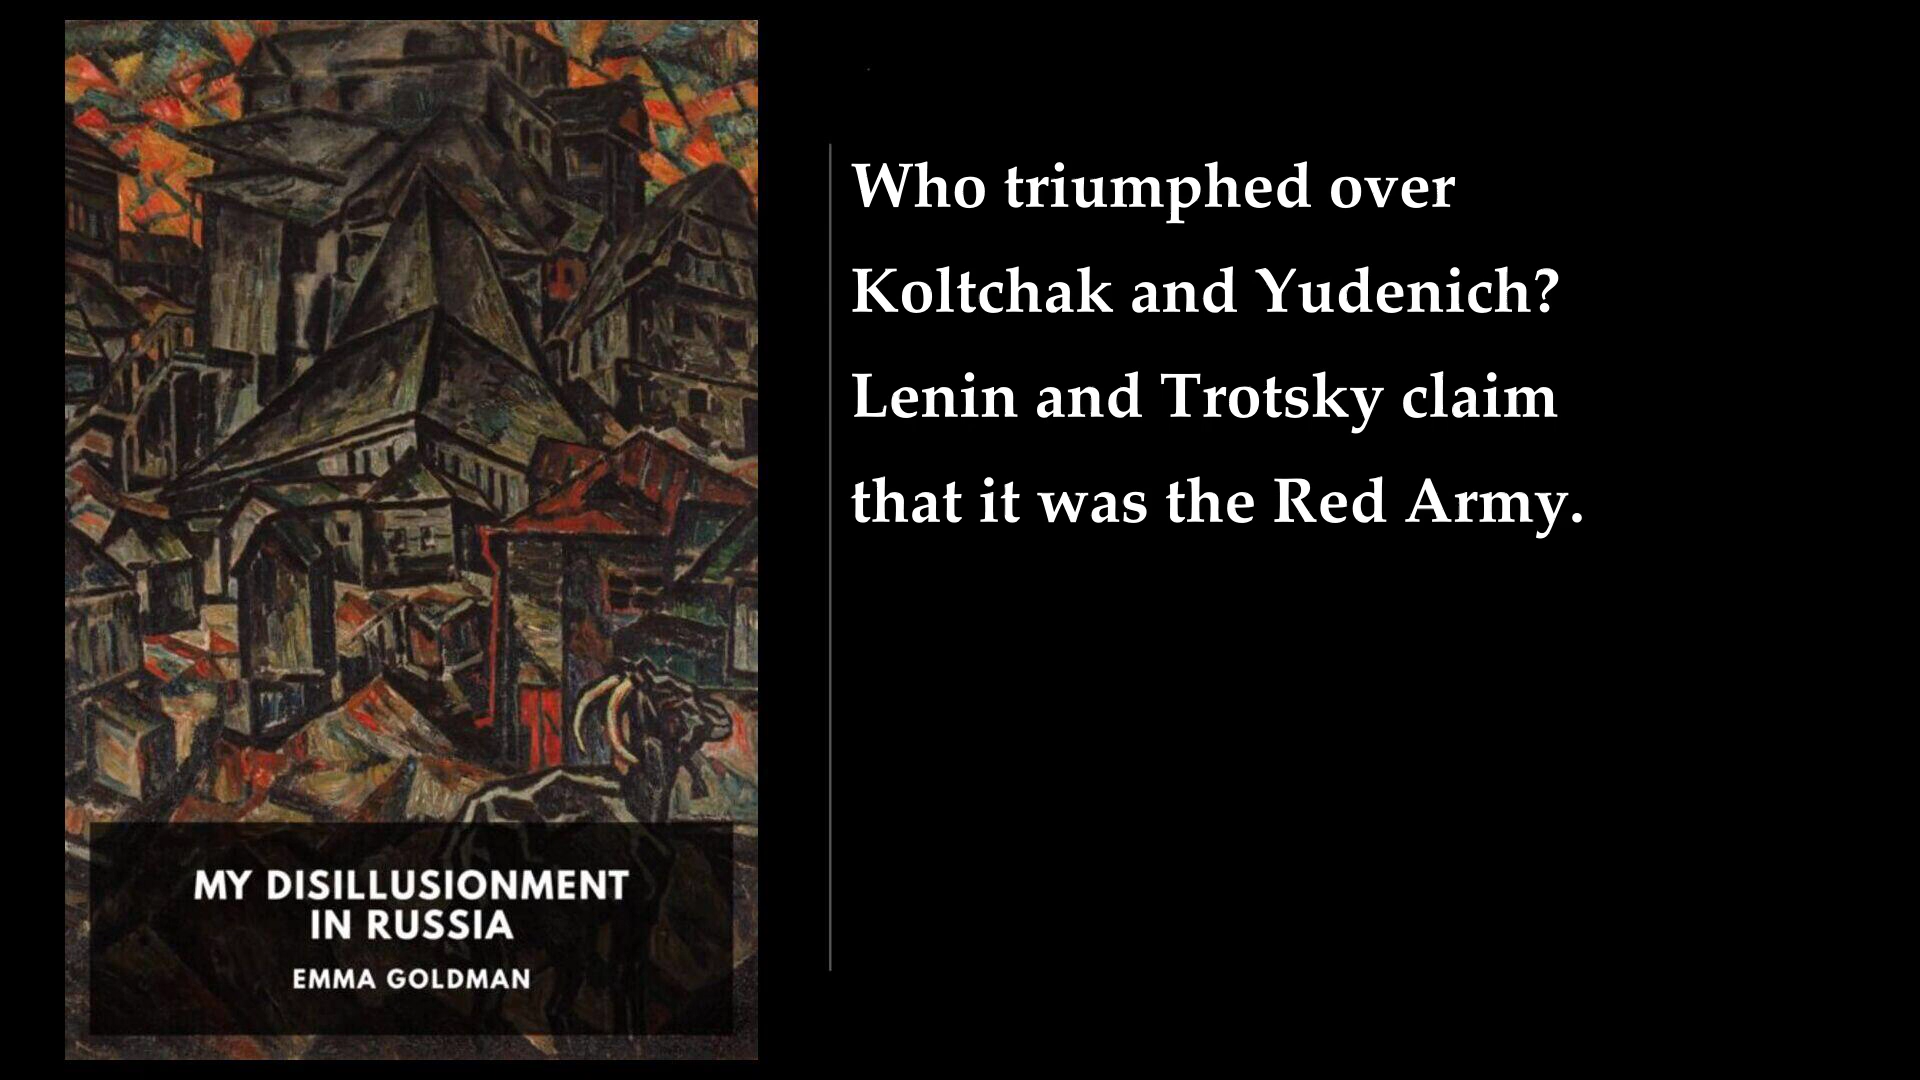 MY DISILLUSIONMENT
IN RUSSIA
EMMA GOLDMAN
Who triumphed over
Koltchak and Yudenich?
Lenin and Trotsky claim
that it was the Red Army.